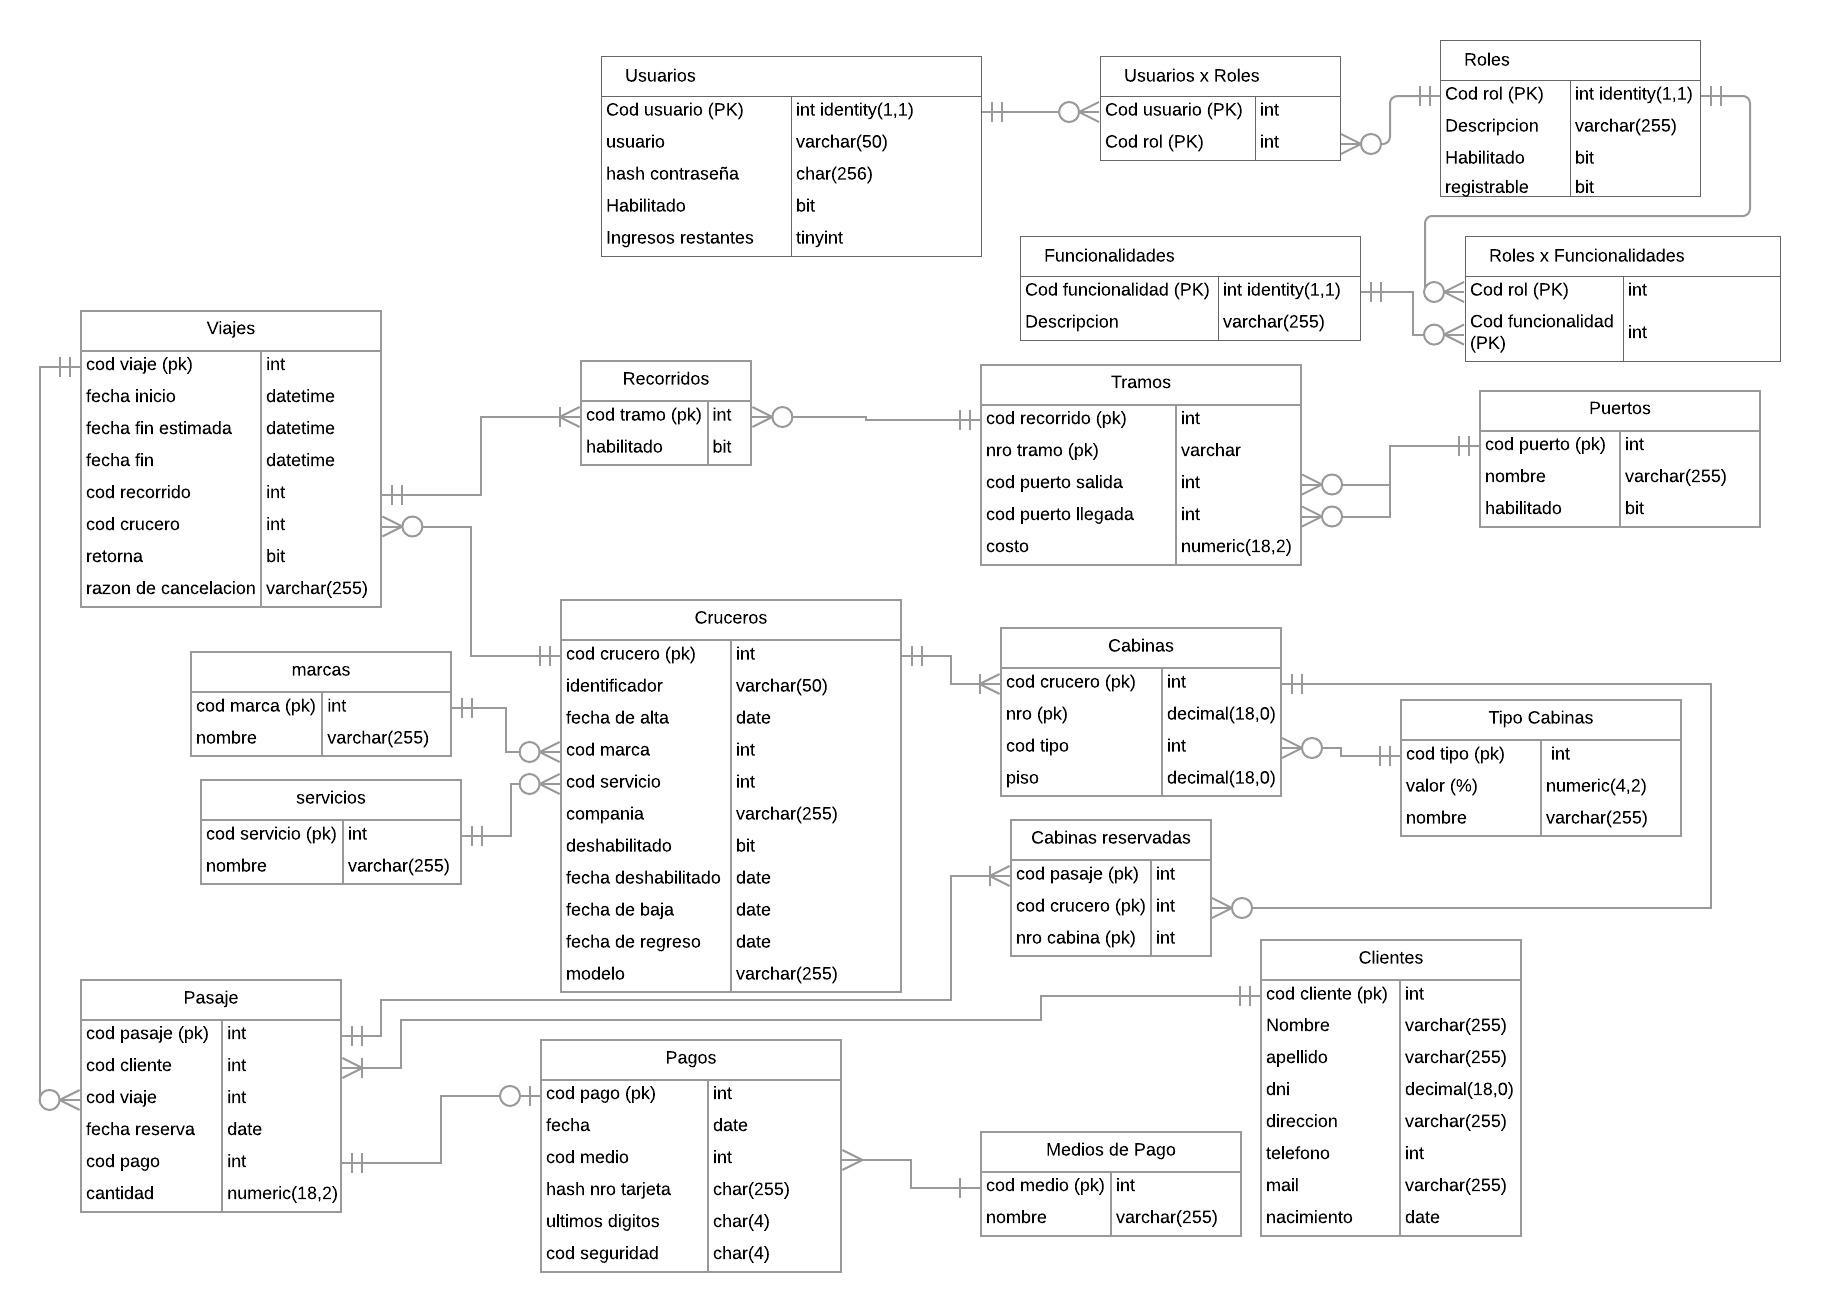 Usuarios
Cod usuario (PK) int identity(1,1)
usuario varchar(50)
hash contraseña char(256)
Habilitado bit
Ingresos restantes tinyint
Usuarios x Roles
Cod usuario (PK) int
Cod rol (PK) int
Roles
Cod rol (PK) int identity(1,1)
Descripcion varchar(255)
Habilitado bit
registrable bit
Funcionalidades
Cod funcionalidad (PK) int identity(1,1)
Descripcion varchar(255)
Roles x Funcionalidades
Cod rol (PK) int
Cod funcionalidad
(PK) int
Viajes
cod viaje (pk) int
fecha inicio datetime
fecha fin estimada datetime
fecha fin datetime
cod recorrido int
cod crucero int
retorna bit
razon de cancelacion varchar(255)
Recorridos
cod tramo (pk) int
habilitado bit
Tramos
cod recorrido (pk) int
nro tramo (pk) varchar
cod puerto salida int
cod puerto llegada int
costo numeric(18,2)
Puertos
cod puerto (pk) int
nombre varchar(255)
habilitado bit
marcas
cod marca (pk) int
nombre varchar(255)
servicios
cod servicio (pk) int
nombre varchar(255)
Cruceros
cod crucero (pk) int
identificador varchar(50)
fecha de alta date
cod marca int
cod servicio int
compania varchar(255)
deshabilitado bit
fecha deshabilitado date
fecha de baja date
fecha de regreso date
modelo varchar(255)
Cabinas
cod crucero (pk) int
nro (pk) decimal(18,0)
cod tipo int
piso decimal(18,0)
Tipo Cabinas
cod tipo (pk) int
valor (%) numeric(4,2)
nombre varchar(255)
Cabinas reservadas
cod pasaje (pk) int
cod crucero (pk) int
nro cabina (pk) int
Pasaje
cod pasaje (pk) int
cod cliente int
cod viaje int
fecha reserva date
cod pago int
cantidad numeric(18,2)
Pagos
cod pago (pk) int
fecha date
cod medio int
hash nro tarjeta char(255)
ultimos digitos char(4)
cod seguridad char(4)
Medios de Pago
cod medio (pk) int
nombre varchar(255)
Clientes
cod cliente (pk) int
Nombre varchar(255)
apellido varchar(255)
dni decimal(18,0)
direccion varchar(255)
telefono int
mail varchar(255)
nacimiento date